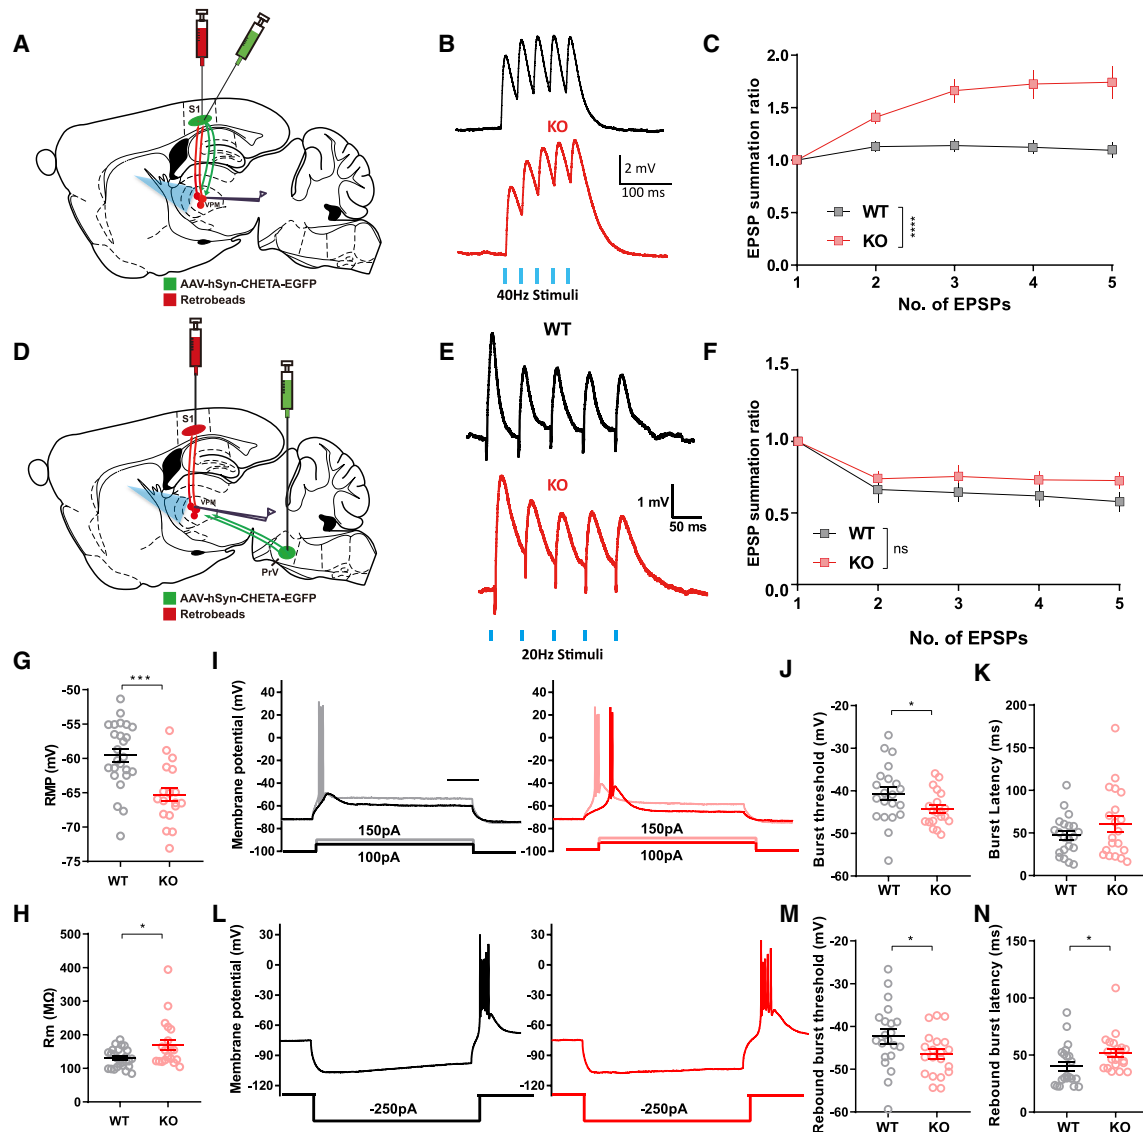 A
S1
VPM
AAV-hSyn-CHETA-EGFP
Retrobeads
B
KO
2 mV
100 ms
40Hz Stimuli
C
EPSP summation ratio
2.0
1.5
1.0
0.5
0.0
WT
KO
****
1 2 3 4 5
No. of EPSPs
D
S1
VPM
PrV
AAV-hSyn-CHETA-EGFP
Retrobeads
E
WT
KO
1 mV
50 ms
20Hz Stimuli
F
EPSP summation ratio
1.5
1.0
0.5
0.0
WT
KO
ns
1 2 3 4 5
No. of EPSPs
G
RMP (mV)
-50
-55
-60
-65
-70
-75
***
WT KO
H
Rm (MΩ)
500
400
300
200
100
0
*
WT KO
I
Membrane potential (mV)
50
30
0
-20
-40
-60
-80
-100
150pA
100pA
50
30
0
-20
-40
-60
-80
-100
150pA
100pA
J
Burst threshold (mV)
-20
-30
-40
-50
-60
*
WT KO
K
Burst Latency (ms)
200
150
100
50
0
WT KO
L
Membrane potential (mV)
30
0
-30
-60
-90
-120
-250pA
30
0
-30
-60
-90
-120
-250pA
M
Rebound burst threshold (mV)
-20
-30
-40
-50
-60
*
WT KO
N
Rebound burst latency (ms)
150
100
50
0
*
WT KO